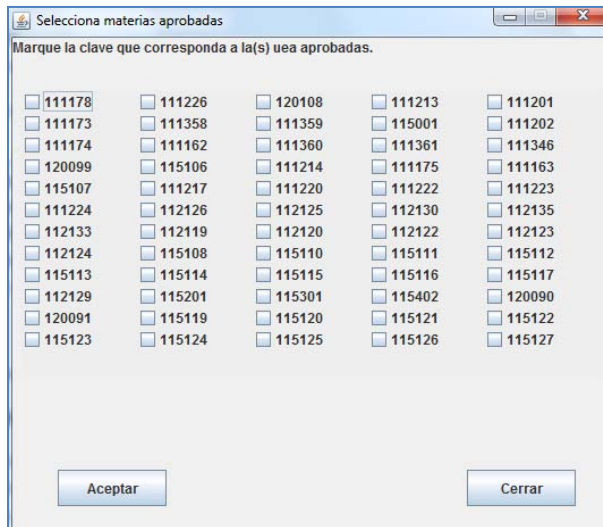 Selecciona materias aprobadas
Marque la clave que corresponda a la(s) uea aprobadas.
111178 111226 120108 111213 111201
111173 111358 111359 115001 111202
111174 111162 111360 111361 111346
120099 115106 111214 111175 111163
115107 111217 111220 111222 111223
111224 112126 112125 112130 112135
112133 112119 112120 112122 112123
112124 115108 115110 115111 115112
115113 115114 115115 115116 115117
112129 115201 115301 115402 120090
120091 115119 115120 115121 115122
115123 115124 115125 115126 115127
Aceptar Cerrar